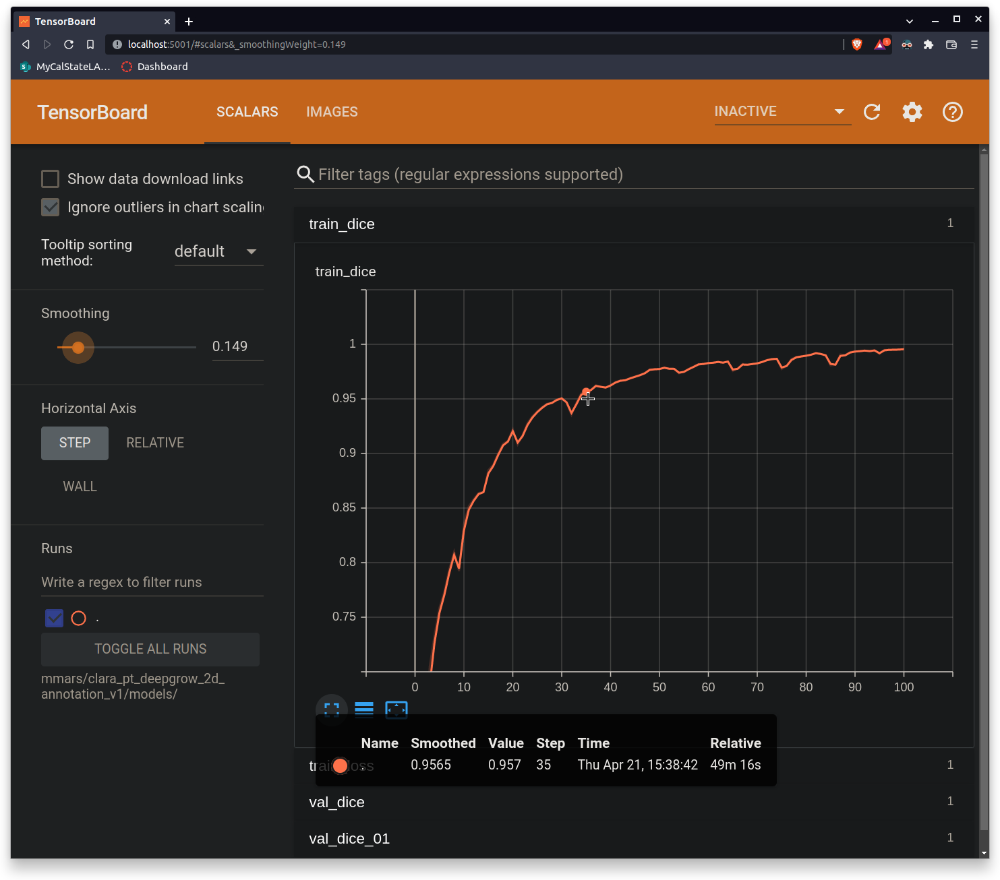 TensorBoard
localhost:5001/#scalars&_smoothingWeight=0.149
1
S
MyCalStateLA...
Dashboard
TensorBoard
SCALARS
IMAGES
INACTIVE
Show data download links
Ignore outliers in chart scalin
Tooltip sorting
method:
default
Smoothing
0.149
Horizontal Axis
STEP
RELATIVE
WALL
Runs
Write a regex to filter runs
.
TOGGLE ALL RUNS
mmars/clara_pt_deepgrow_2d_
annotation_v1/models/
Filter tags (regular expressions supported)
train_dice 1
train_dice
1
0.95
0.9
0.85
0.8
0.75
0 10 20 30 40 50 60 70 80 90 100
Name Smoothed Value Step Time Relative
. 0.9565 0.957 35 Thu Apr 21, 15:38:42 49m 16s
train_loss 1
val_dice 1
val_dice_01 1